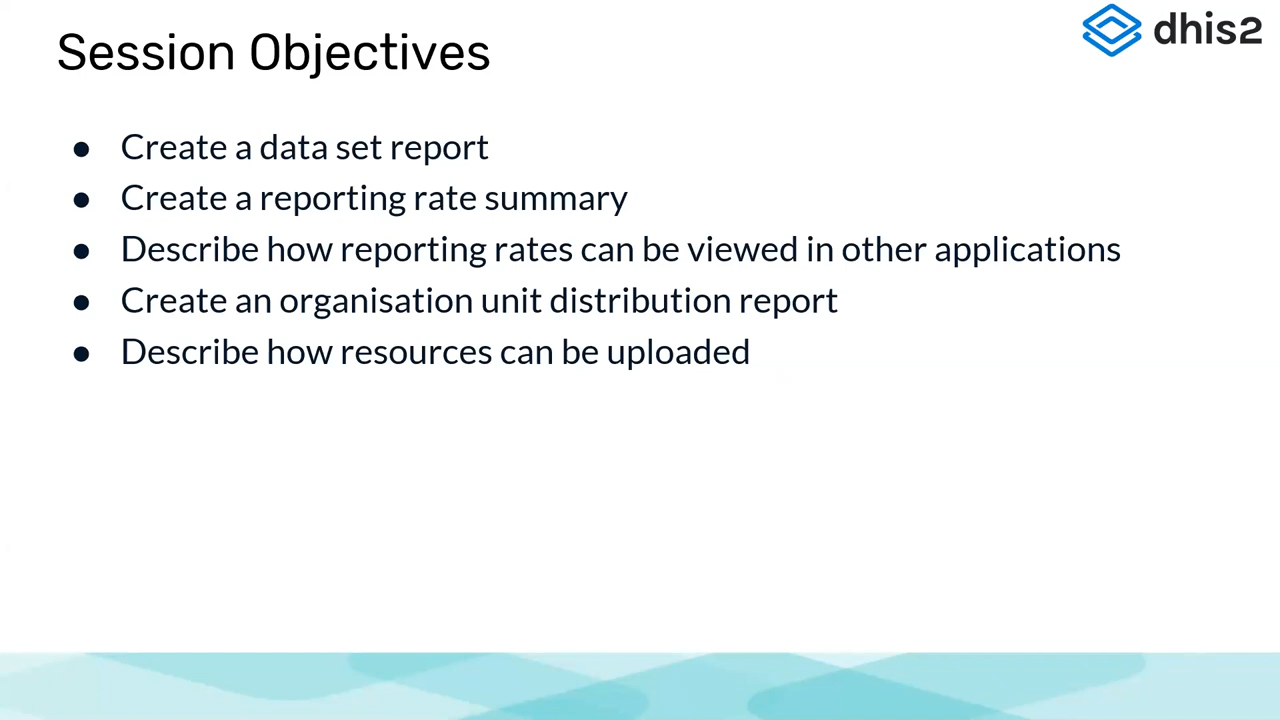 Session Objectives
dhis2
● Create a data set report
● Create a reporting rate summary
● Describe how reporting rates can be viewed in other applications
● Create an organisation unit distribution report
● Describe how resources can be uploaded